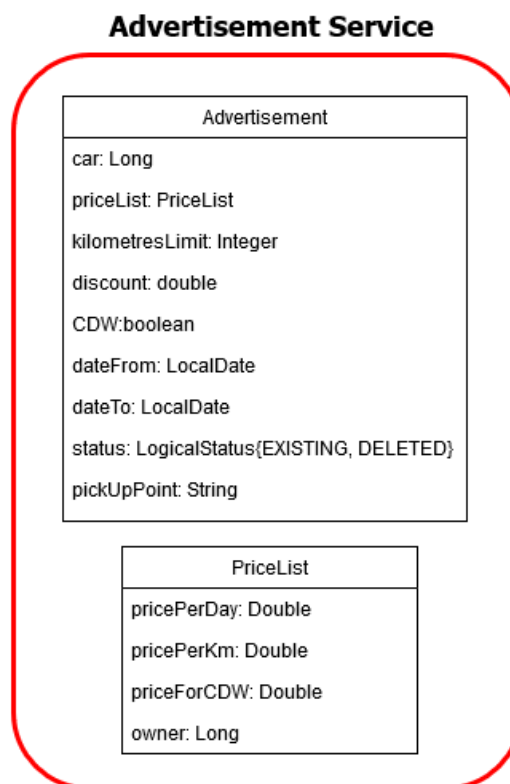 Advertisement Service
Advertisement
car: Long
priceList: PriceList
kilometresLimit: Integer
discount: double
CDW:boolean
dateFrom: LocalDate
dateTo: LocalDate
status: LogicalStatus{EXISTING, DELETED}
pickUpPoint: String
PriceList
pricePerDay: Double
pricePerKm: Double
priceForCDW: Double
owner: Long